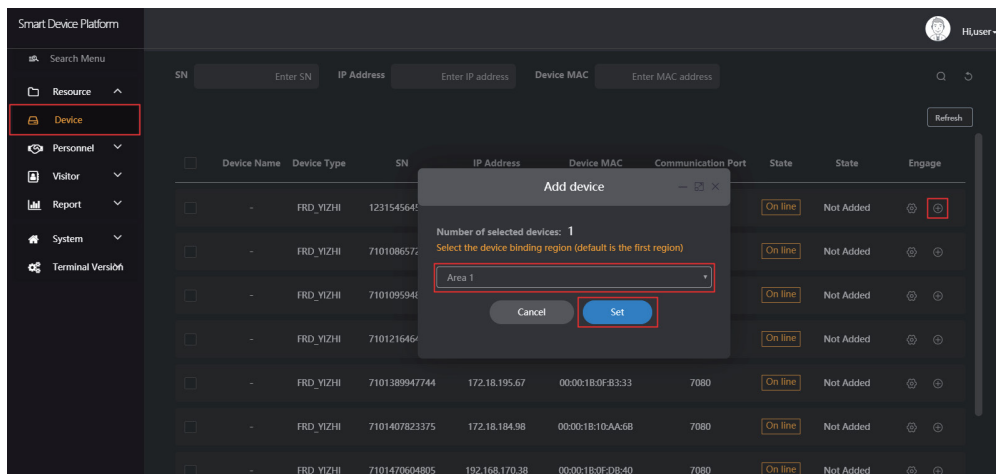 Smart Device Platform
Hi,user
Search Menu
SN Enter SN IP Address Enter IP address Device MAC Enter MAC address
Resource
Refresh
Device
Personnel
Device Name Device Type SN IP Address Device MAC Communication Port State State Engage
Visitor
Add device
Report
- FRD_YIZHI On line Not Added
Number of selected devices: 1
System
Select the device binding region (default is the first region)
- FRD_YIZHI On line Not Added
Terminal Version
Area 1
- FRD_YIZHI On line Not Added
Cancel Set
- FRD_YIZHI On line Not Added
- FRD_YIZHI 7101389947744 172.18.195.67 00:00:1B:0F:B3:33 7080 On line Not Added
- FRD_YIZHI 7101407823375 172.18.184.98 00:00:1B:10:AA:6B 7080 On line Not Added
- FRD_YIZHI 7101470604805 192.168.170.38 00:00:1B:0F:DB:40 7080 On line Not Added